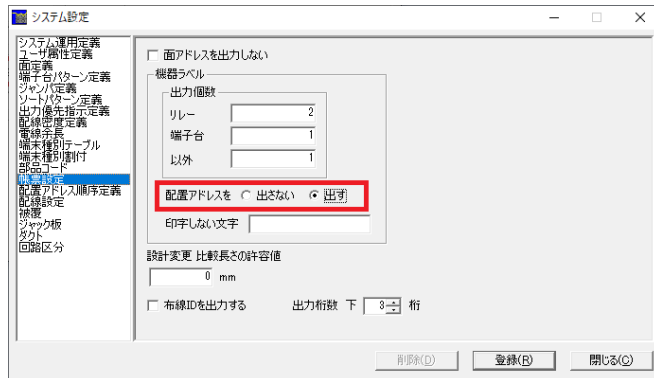 システム設定
システム運用定義
ユーザ属性定義
面定義
端子台パターン定義
ジャンパ定義
ソートパターン定義
出力優先指示定義
配線密度定義
電線余長
端末種別テーブル
端末種別割付
部品コード
帳票設定
配置アドレス順序定義
配線設定
被覆
ジャック板
ダクト
回路区分
面アドレスを出力しない
機器ラベル
出力個数
リレー 2
端子台 1
以外 1
配置アドレスを 出さない 出す
印字しない文字
設計変更 比較長さの許容値
0 mm
布線IDを出力する 出力桁数 下 3 桁
削除(D) 登録(R) 閉じる(C)